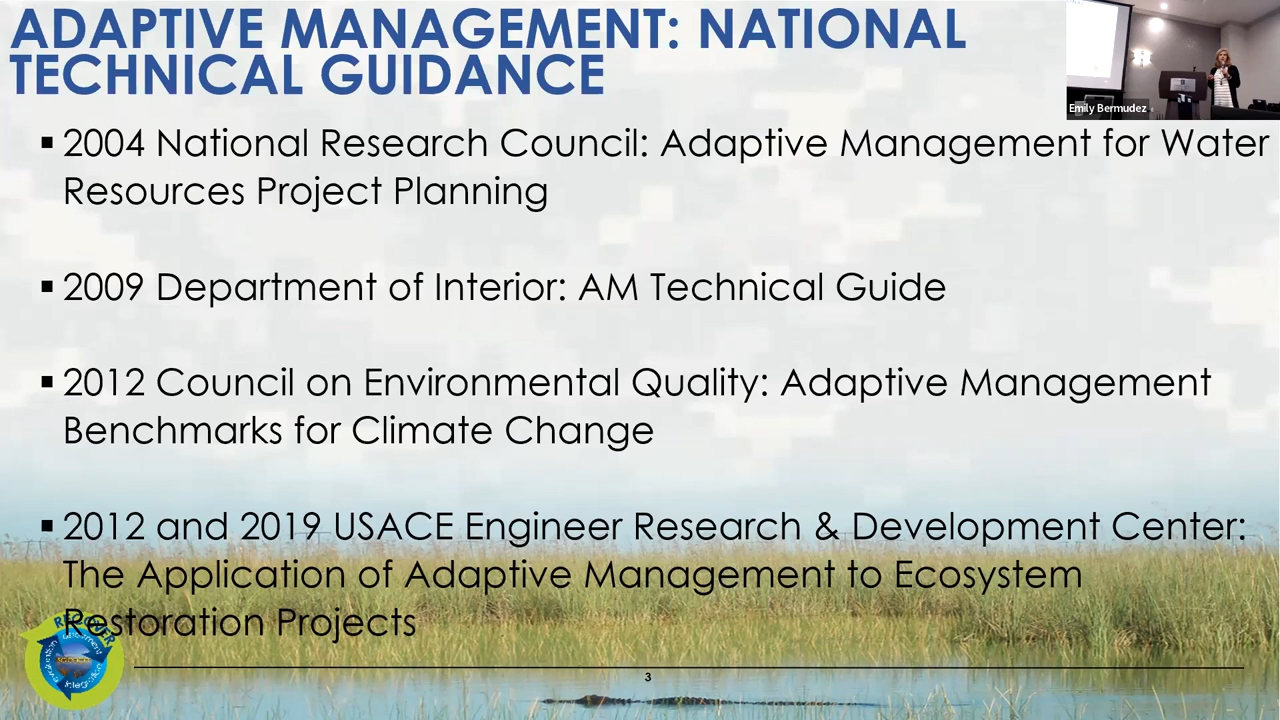 ADAPTIVE MANAGEMENT: NATIONAL
TECHNICAL GUIDANCE
Emily Bermudez
▪ 2004 National Research Council: Adaptive Management for Water
Resources Project Planning
▪ 2009 Department of Interior: AM Technical Guide
▪ 2012 Council on Environmental Quality: Adaptive Management
Benchmarks for Climate Change
▪ 2012 and 2019 USACE Engineer Research & Development Center:
The Application of Adaptive Management to Ecosystem
Restoration Projects
RECOVER
3